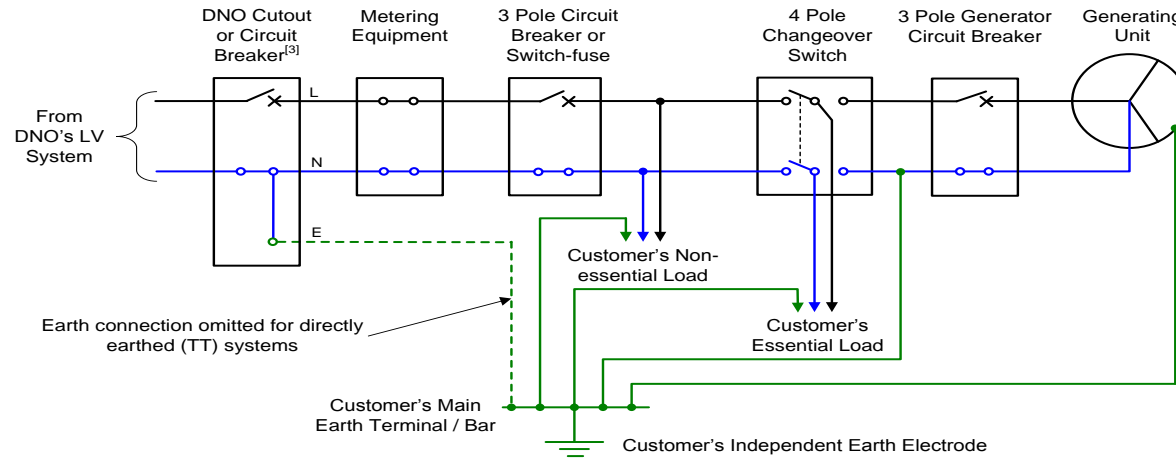 DNO Cutout
or Circuit
Breaker[3]
Metering
Equipment
3 Pole Circuit
Breaker or
Switch-fuse
4 Pole
Changeover
Switch
3 Pole Generator
Circuit Breaker
Generating
Unit
From
DNO's LV
System
L
N
E
Customer's Non-
essential Load
Customer's
Essential Load
Earth connection omitted for directly
earthed (TT) systems
Customer's Main
Earth Terminal / Bar
Customer's Independent Earth Electrode